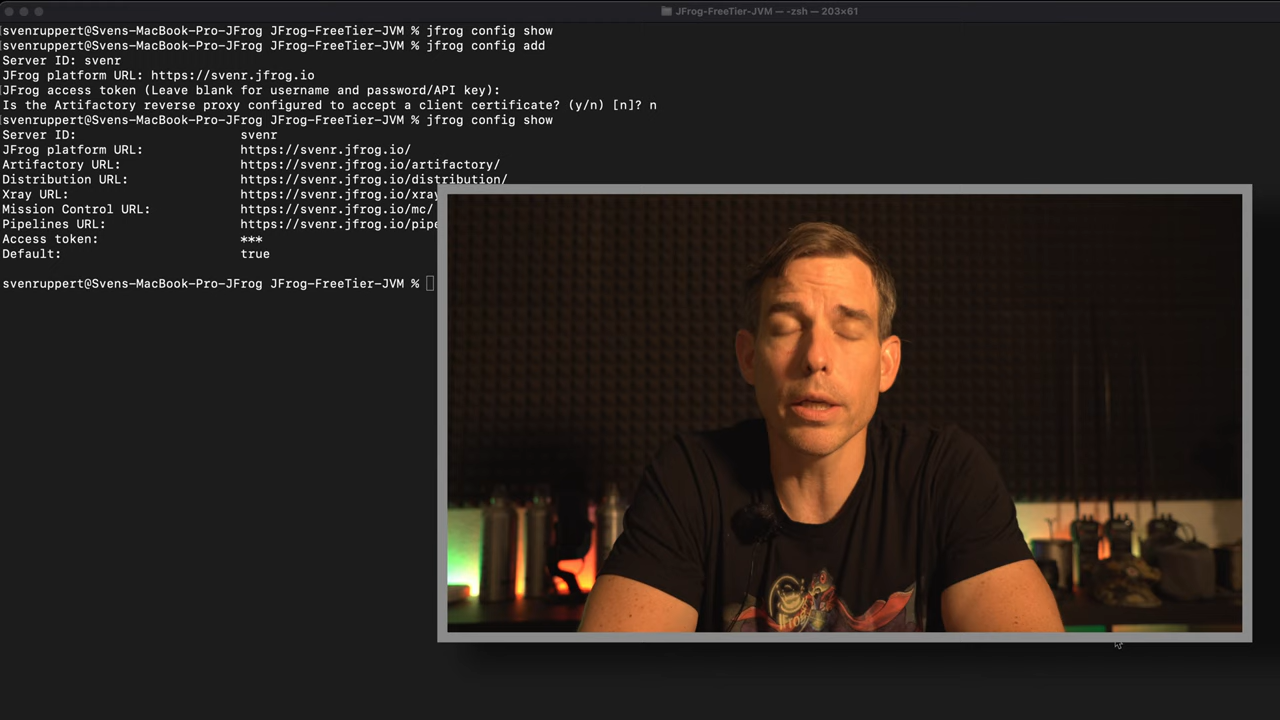 JFrog-FreeTier-JVM — -zsh — 203×61
svenruppert@Svens-MacBook-Pro-JFrog JFrog-FreeTier-JVM % jfrog config show
svenruppert@Svens-MacBook-Pro-JFrog JFrog-FreeTier-JVM % jfrog config add
Server ID: svenr
JFrog platform URL: https://svenr.jfrog.io
JFrog access token (Leave blank for username and password/API key):
Is the Artifactory reverse proxy configured to accept a client certificate? (y/n) [n]? n
svenruppert@Svens-MacBook-Pro-JFrog JFrog-FreeTier-JVM % jfrog config show
Server ID: svenr
JFrog platform URL: https://svenr.jfrog.io/
Artifactory URL: https://svenr.jfrog.io/artifactory/
Distribution URL: https://svenr.jfrog.io/distribution/
Xray URL: https://svenr.jfrog.io/xray
Mission Control URL: https://svenr.jfrog.io/mc/
Pipelines URL: https://svenr.jfrog.io/pipe
Access token: ***
Default: true
svenruppert@Svens-MacBook-Pro-JFrog JFrog-FreeTier-JVM %
JFrog